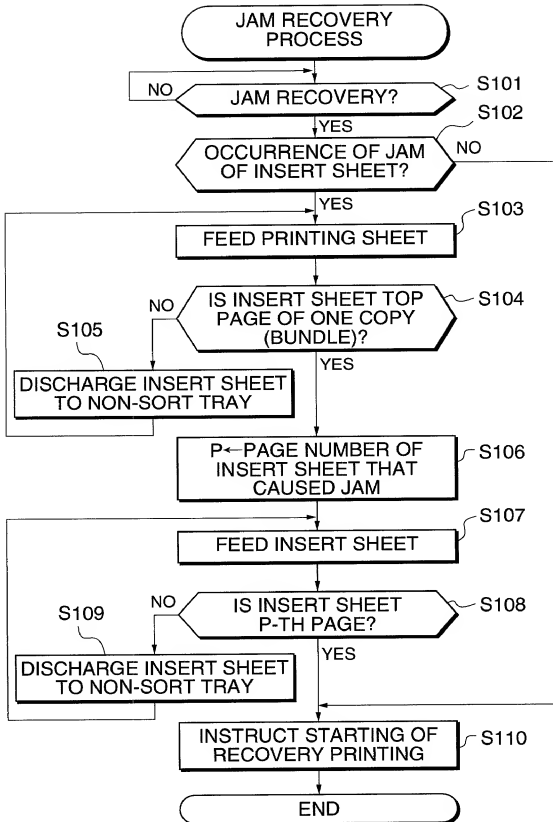 JAM RECOVERY
PROCESS
NO
JAM RECOVERY?
S101
YES
S102
OCCURRENCE OF JAM
OF INSERT SHEET?
NO
YES
S103
FEED PRINTING SHEET
NO
IS INSERT SHEET TOP
PAGE OF ONE COPY
(BUNDLE)?
S104
S105
YES
DISCHARGE INSERT SHEET
TO NON-SORT TRAY
P←PAGE NUMBER OF
INSERT SHEET THAT
CAUSED JAM
S106
S107
FEED INSERT SHEET
NO
IS INSERT SHEET
P-TH PAGE?
S108
S109
YES
DISCHARGE INSERT SHEET
TO NON-SORT TRAY
INSTRUCT STARTING OF
RECOVERY PRINTING
S110
END